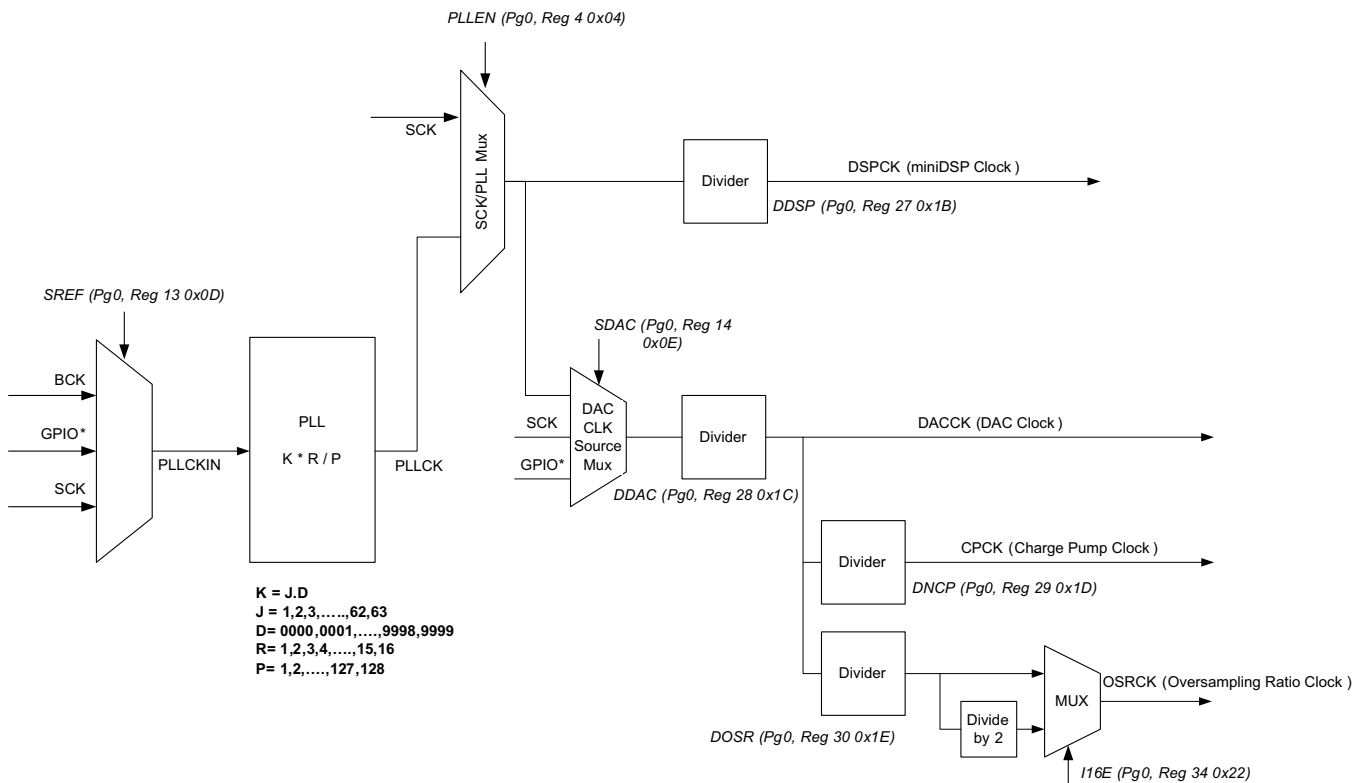 PLLEN (Pg0, Reg 4 0x04)
SCK
SCK/PLL Mux
Divider
DSPCK (miniDSP Clock )
DDSP (Pg0, Reg 27 0x1B)
SREF (Pg0, Reg 13 0x0D)
BCK
GPIO*
SCK
PLLCKIN
PLL
K * R / P
PLLCK
K = J.D
J = 1,2,3,…..,62,63
D= 0000,0001,….,9998,9999
R= 1,2,3,4,….,15,16
P= 1,2,….,127,128
SDAC (Pg0, Reg 14
0x0E)
SCK
GPIO*
DAC
CLK
Source
Mux
Divider
DDAC (Pg0, Reg 28 0x1C)
DACCK (DAC Clock )
Divider
CPCK (Charge Pump Clock )
DNCP (Pg0, Reg 29 0x1D)
Divider
DOSR (Pg0, Reg 30 0x1E)
Divide
by 2
MUX
OSRCK (Oversampling Ratio Clock )
I16E (Pg0, Reg 34 0x22)